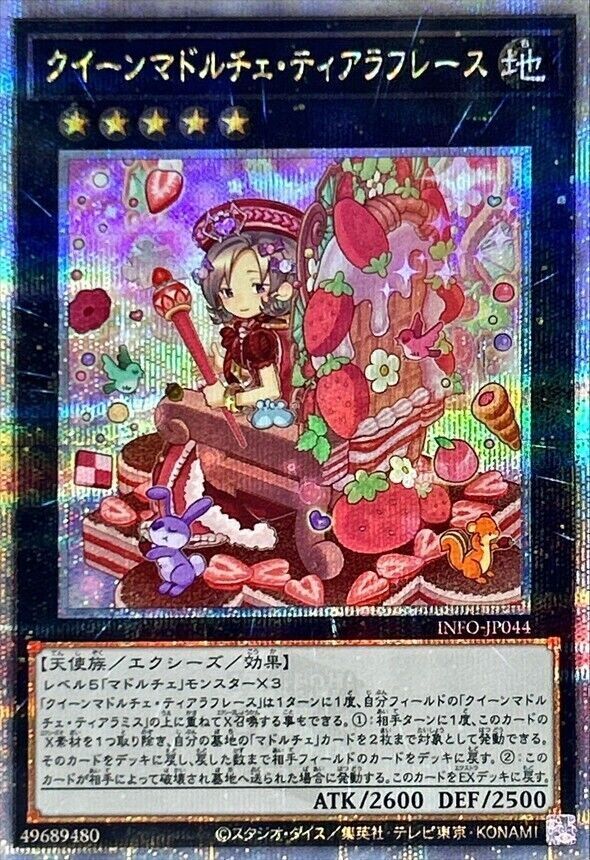 クイーンマドルチェ・ティアラフレース 地
INFO-JP044
【天使族／エクシーズ／効果】
レベル5「マドルチェ」モンスター×3
「クイーンマドルチェ・ティアラフレース」は1ターンに1度、自分フィールドの「クイーンマドル
チェ・ティアラミス」の上に重ねてX召喚する事もできる。①：相手ターンに1度、このカードの
X素材を1つ取り除き、自分の墓地の「マドルチェ」カードを2枚まで対象として発動できる。
そのカードをデッキに戻し、戻した数まで相手フィールドのカードをデッキに戻す。②：この
カードが相手によって破壊され墓地へ送られた場合に発動する。このカードをEXデッキに戻す。
ATK/2600 DEF/2500
49689480 ©スタジオ・ダイス／集英社・テレビ東京・KONAMI